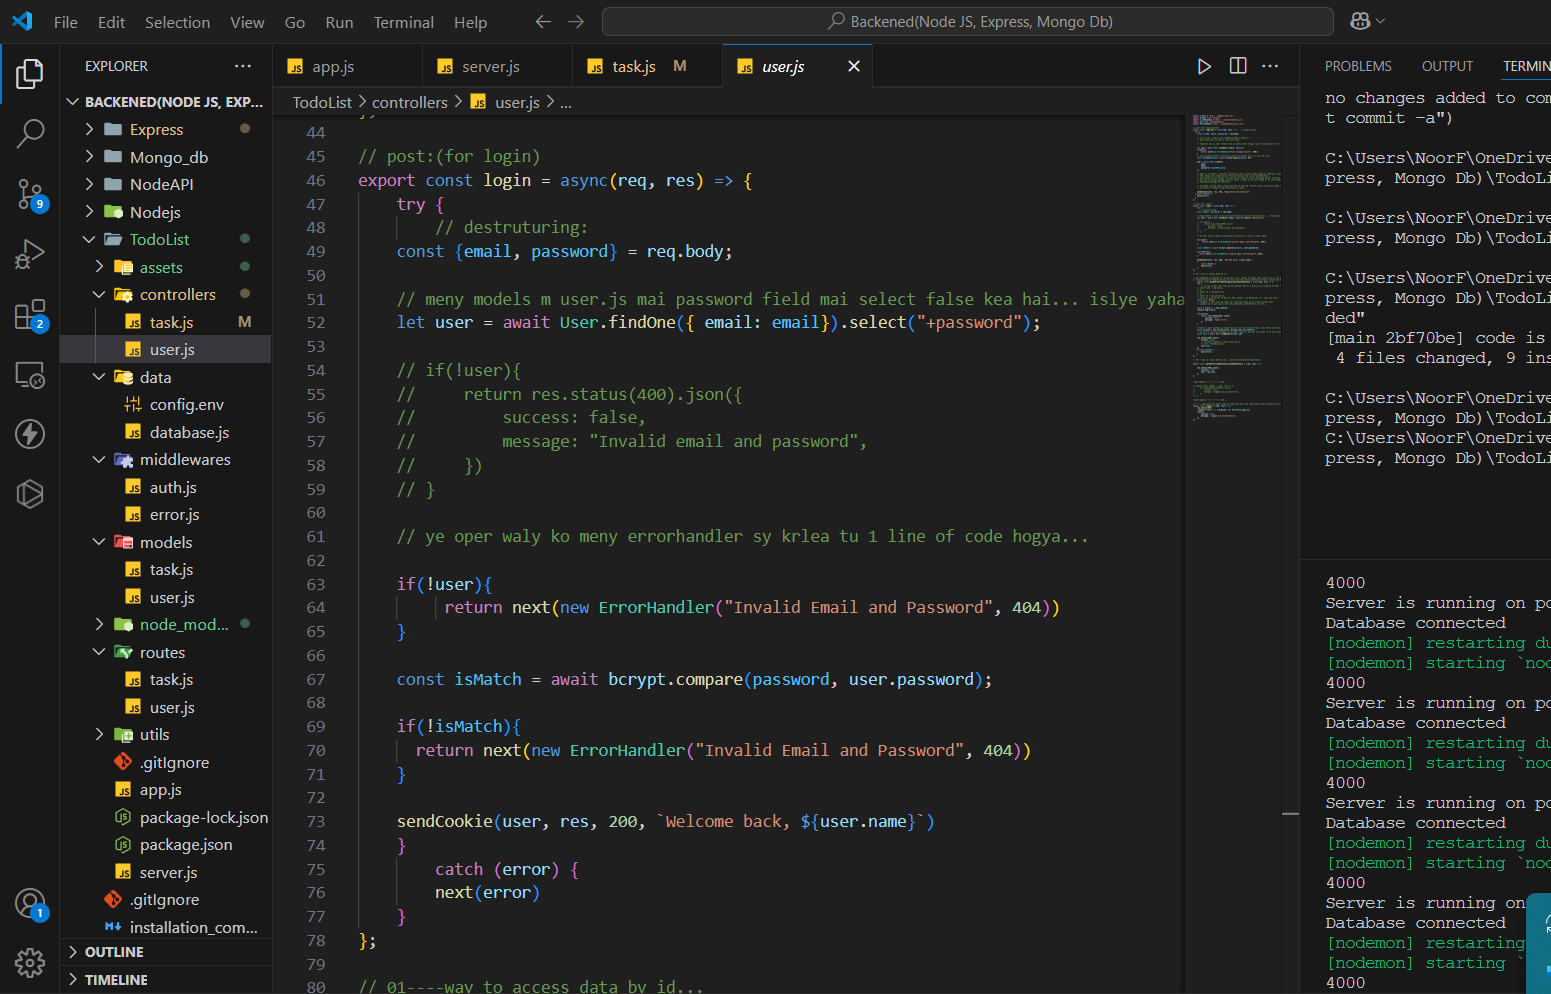 File Edit Selection View Go Run Terminal Help
Backened(Node JS, Express, Mongo Db)
EXPLORER
BACKENED(NODE JS, EXP...
Express
Mongo_db
NodeAPI
Nodejs
TodoList
assets
controllers
task.js M
user.js
data
config.env
database.js
middlewares
auth.js
error.js
models
task.js
user.js
node_mod...
routes
task.js
user.js
utils
.gitIgnore
app.js
package-lock.json
package.json
server.js
.gitIgnore
installation_com...
OUTLINE
TIMELINE
9
2
1
app.js
server.js
task.js M
user.js
TodoList > controllers > user.js > ...
44
45 // post:(for login)
46 export const login = async(req, res) => {
47 try {
48 // destruturing:
49 const {email, password} = req.body;
50
51 // meny models m user.js mai password field mai select false kea hai... islye yaha
52 let user = await User.findOne({ email: email}).select("+password");
53
54 // if(!user){
55 // return res.status(400).json({
56 // success: false,
57 // message: "Invalid email and password",
58 // })
59 // }
60
61 // ye oper waly ko meny errorhandler sy krlea tu 1 line of code hogya...
62
63 if(!user){
64 return next(new ErrorHandler("Invalid Email and Password", 404))
65 }
66
67 const isMatch = await bcrypt.compare(password, user.password);
68
69 if(!isMatch){
70 return next(new ErrorHandler("Invalid Email and Password", 404))
71 }
72
73 sendCookie(user, res, 200, `Welcome back, ${user.name}`)
74 }
75 catch (error) {
76 next(error)
77 }
78 };
79
80 // 01----way to access data by id...
PROBLEMS OUTPUT TERMIN
no changes added to com
t commit -a")
C:\Users\NoorF\OneDrive
press, Mongo Db)\TodoLi
C:\Users\NoorF\OneDrive
press, Mongo Db)\TodoLi
C:\Users\NoorF\OneDrive
press, Mongo Db)\TodoLi
ded"
[main 2bf70be] code is
4 files changed, 9 ins
C:\Users\NoorF\OneDrive
press, Mongo Db)\TodoLi
C:\Users\NoorF\OneDrive
press, Mongo Db)\TodoLi
4000
Server is running on po
Database connected
[nodemon] restarting du
[nodemon] starting `nod
4000
Server is running on po
Database connected
[nodemon] restarting du
[nodemon] starting `nod
4000
Server is running on po
Database connected
[nodemon] restarting du
[nodemon] starting `nod
4000
Server is running on
Database connected
[nodemon] restarting
[nodemon] starting `
4000